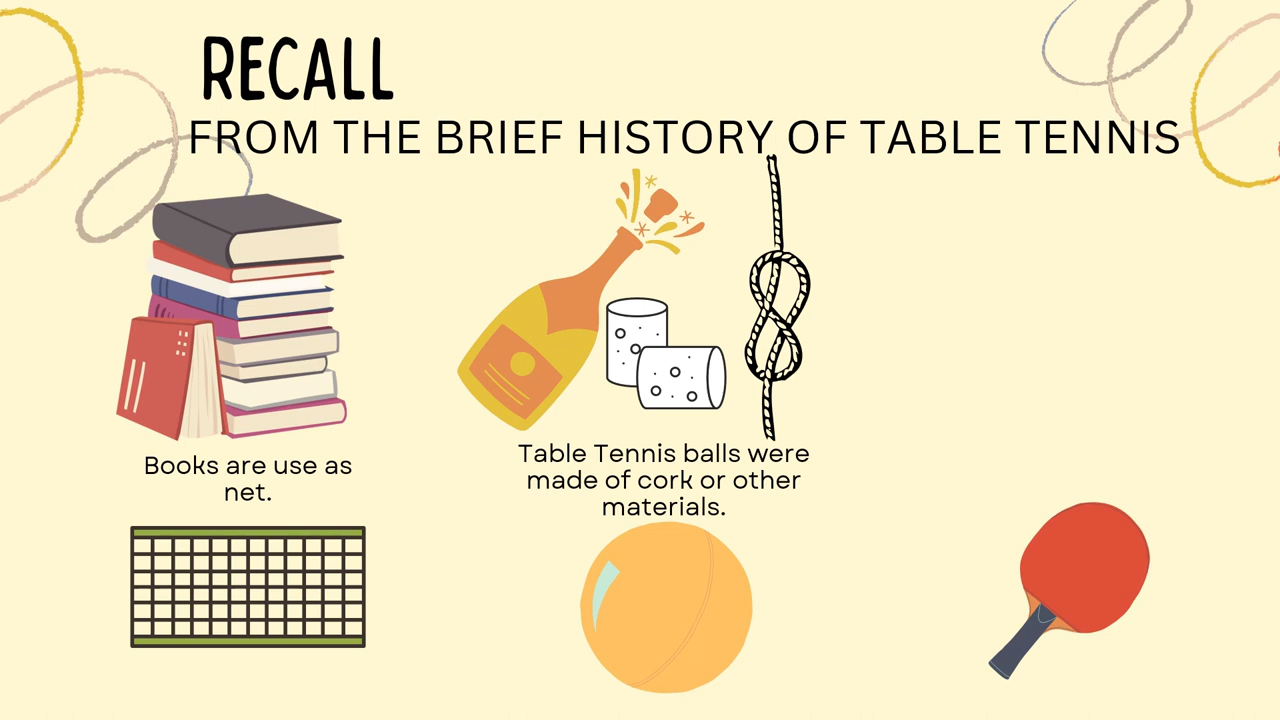 RECALL
FROM THE BRIEF HISTORY OF TABLE TENNIS
Books are use as
net.
Table Tennis balls were
made of cork or other
materials.